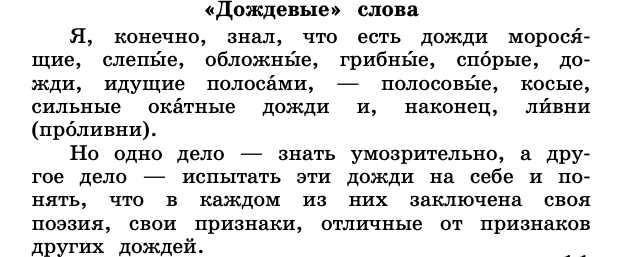 «Дождевые» слова
Я, конечно, знал, что есть дожди морося́-
щие, слепы́е, обложны́е, грибны́е, спо́рые, до-
жди, идущие полоса́ми, — полосовы́е, косые,
сильные ока́тные дожди и, наконец, ли́вни
(про́ливни).
Но одно дело — знать умозрительно, а дру-
гое дело — испытать эти дожди на себе и по-
нять, что в каждом из них заключена своя
поэзия, свои признаки, отличные от признаков
других дождей.